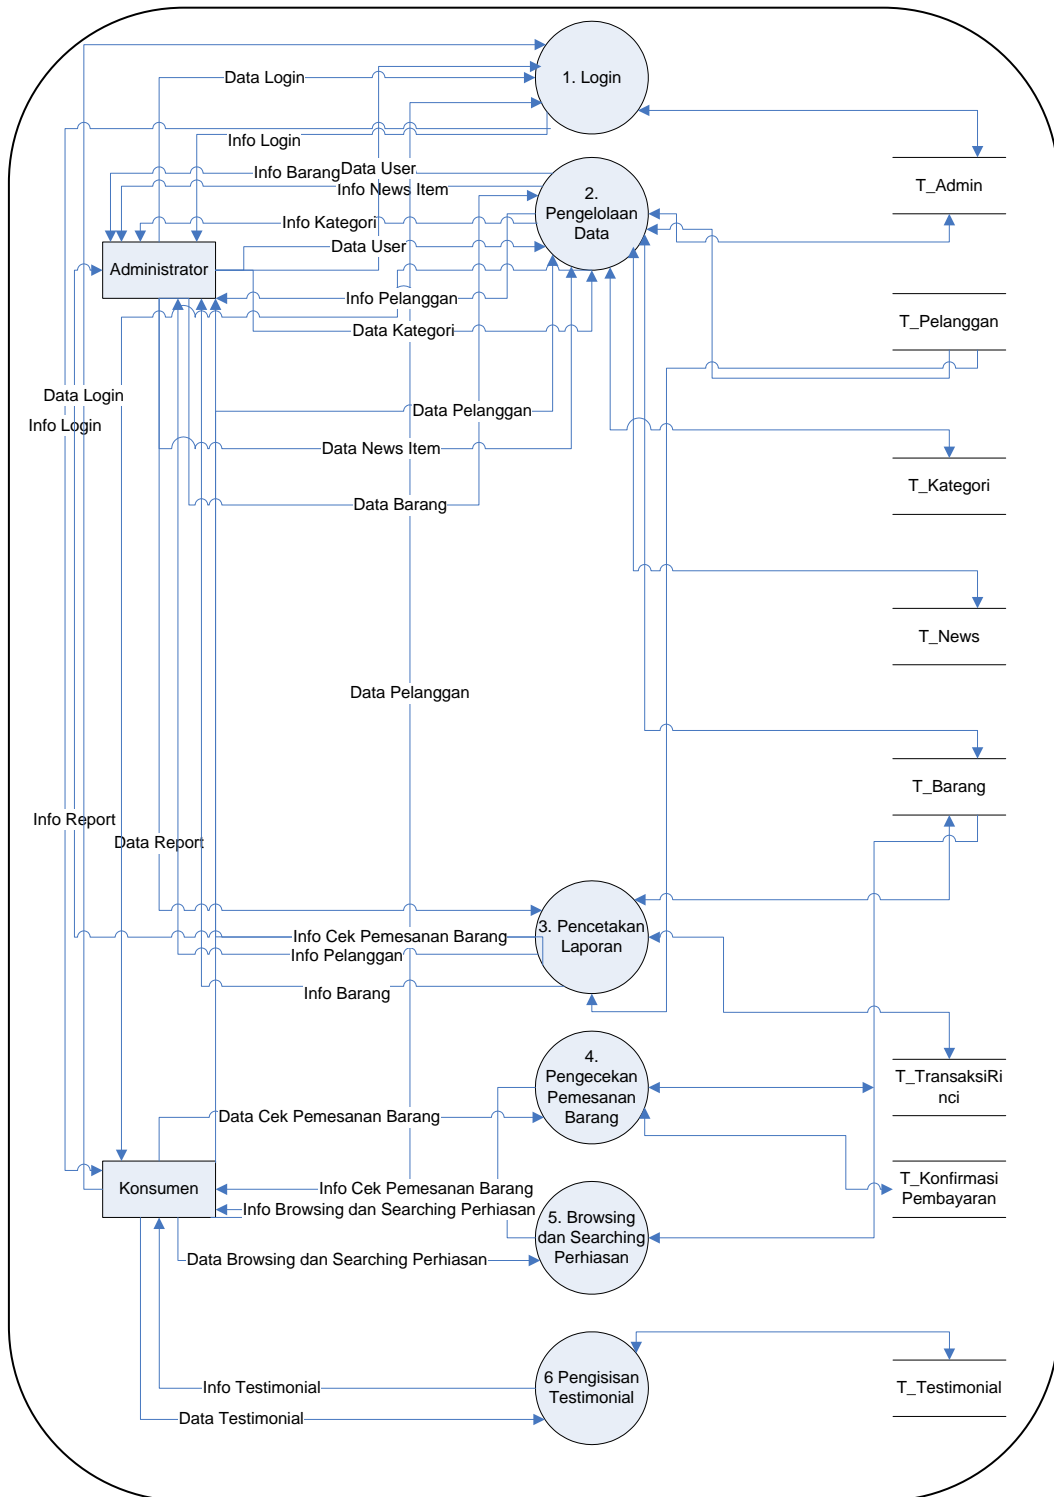 1. Login
Data Login
Info Login
Data User
Info Barang
Info News Item
2.
Pengelolaan
Data
T_Admin
Info Kategori
Data User
Administrator
Info Pelanggan
T_Pelanggan
Data Kategori
Data Login
Data Pelanggan
Info Login
Data News Item
T_Kategori
Data Barang
T_News
Data Pelanggan
T_Barang
Info Report
Data Report
3. Pencetakan
Laporan
Info Cek Pemesanan Barang
Info Pelanggan
Info Barang
4.
Pengecekan
Pemesanan
Barang
T_TransaksiRi
nci
Data Cek Pemesanan Barang
Konsumen
Info Cek Pemesanan Barang
T_Konfirmasi
Pembayaran
Info Browsing dan Searching Perhiasan
5. Browsing
dan Searching
Perhiasan
Data Browsing dan Searching Perhiasan
6 Pengisisan
Testimonial
Info Testimonial
T_Testimonial
Data Testimonial